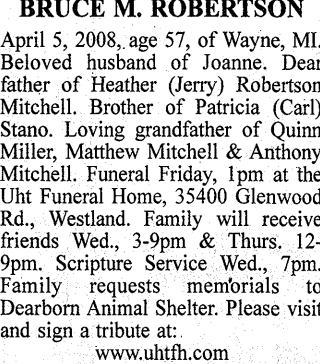 BRUCE M. ROBERTSON
April 5, 2008, age 57, of Wayne, MI.
Beloved husband of Joanne. Dear
father of Heather (Jerry) Robertson
Mitchell. Brother of Patricia (Carl)
Stano. Loving grandfather of Quinn
Miller, Matthew Mitchell & Anthony
Mitchell. Funeral Friday, 1pm at the
Uht Funeral Home, 35400 Glenwood
Rd., Westland. Family will receive
friends Wed., 3-9pm & Thurs. 12-
9pm. Scripture Service Wed., 7pm.
Family requests memorials to
Dearborn Animal Shelter. Please visit
and sign a tribute at:
www.uhtfh.com